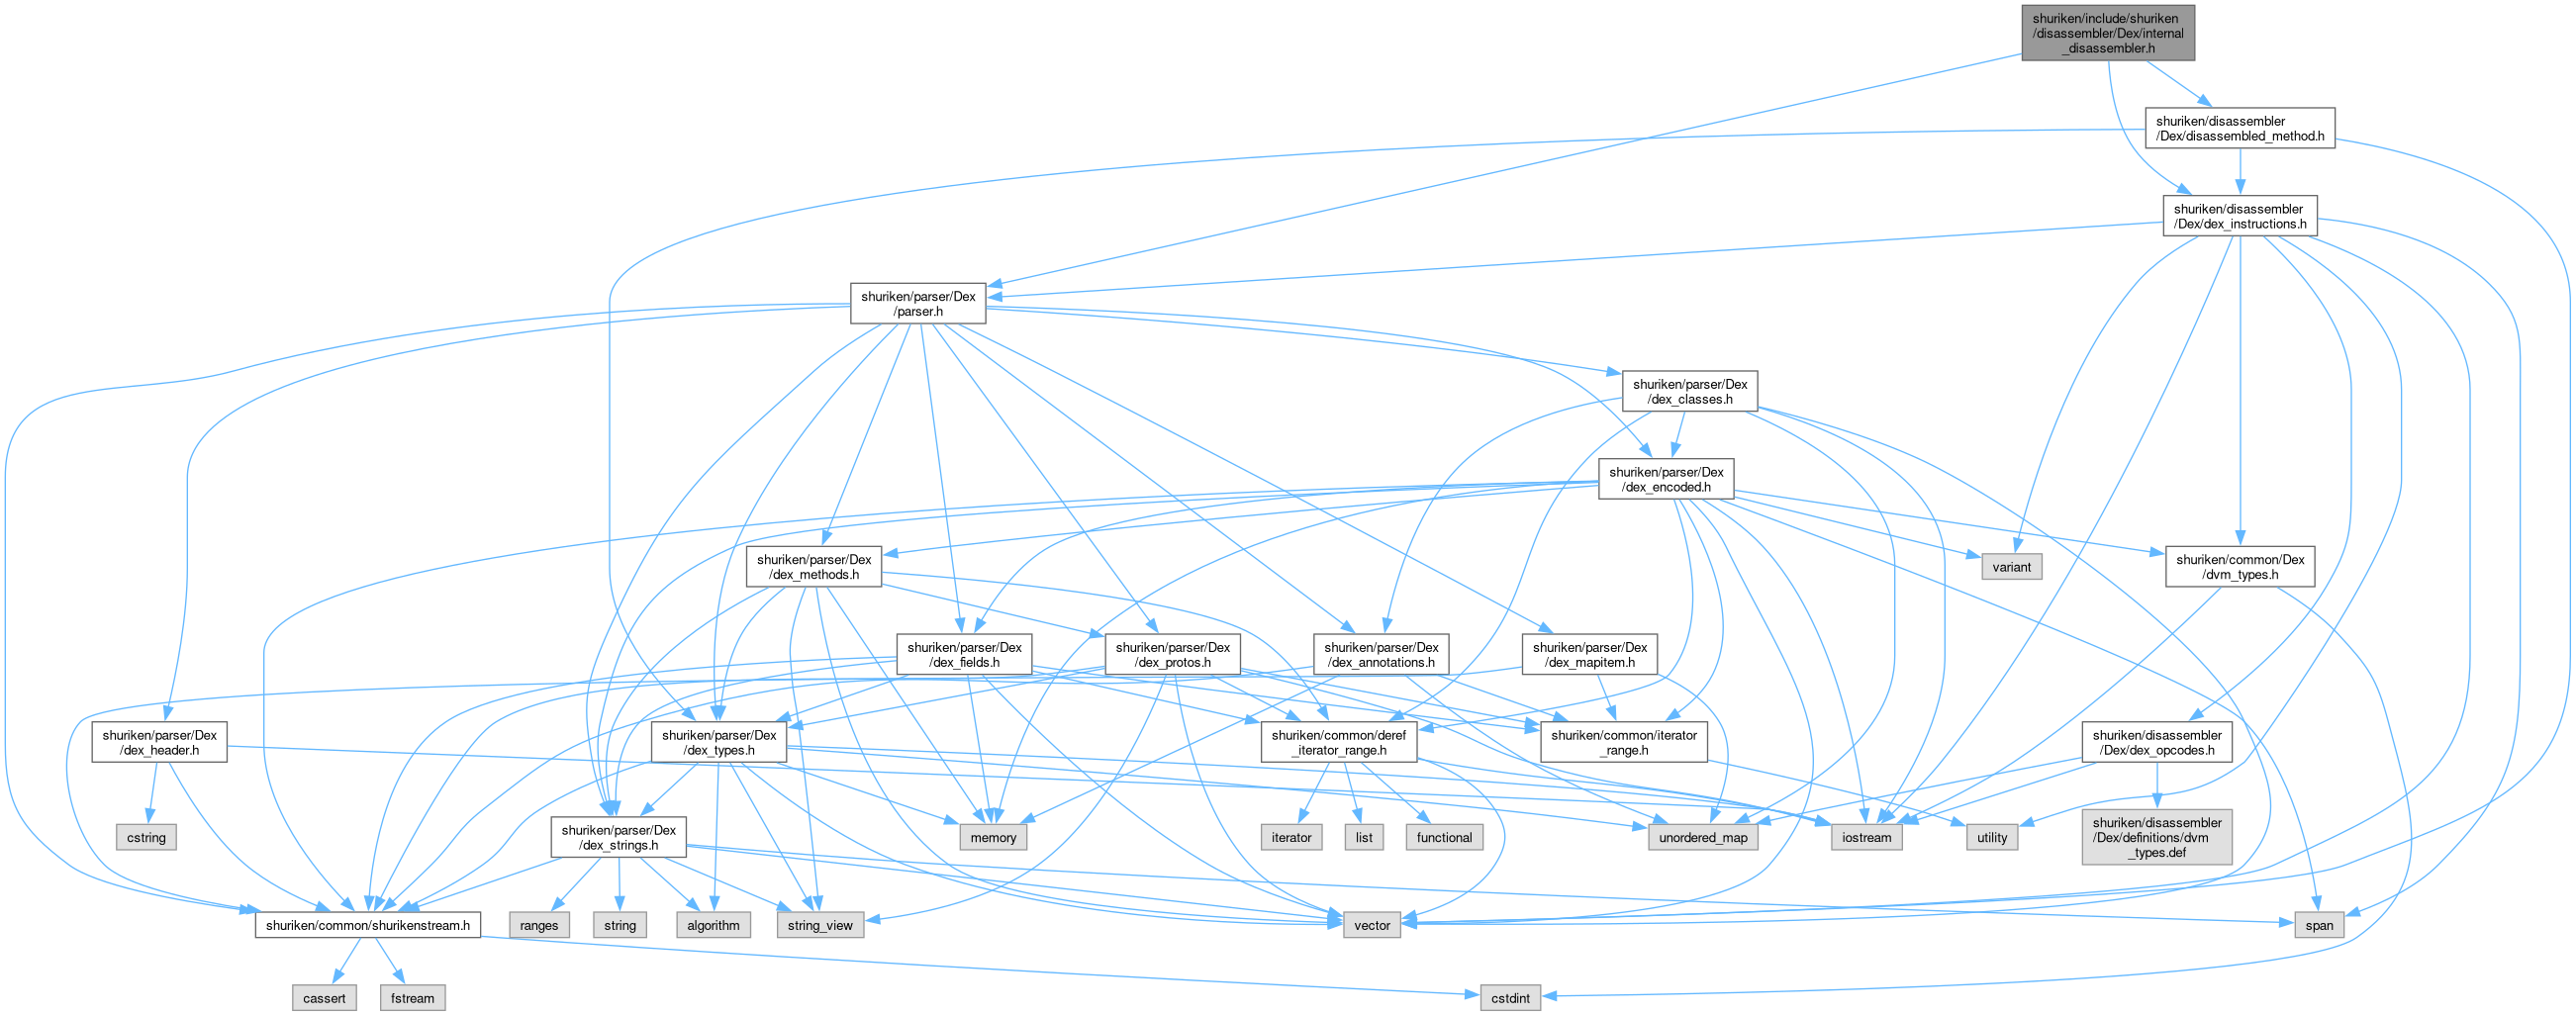 shuriken/include/shuriken
/disassembler/Dex/internal
_disassembler.h
shuriken/disassembler
/Dex/disassembled_method.h
shuriken/disassembler
/Dex/dex_instructions.h
shuriken/parser/Dex
/parser.h
shuriken/parser/Dex
/dex_classes.h
shuriken/parser/Dex
/dex_encoded.h
shuriken/parser/Dex
/dex_methods.h
variant
shuriken/common/Dex
/dvm_types.h
shuriken/parser/Dex
/dex_fields.h
shuriken/parser/Dex
/dex_protos.h
shuriken/parser/Dex
/dex_annotations.h
shuriken/parser/Dex
/dex_mapitem.h
shuriken/parser/Dex
/dex_header.h
shuriken/parser/Dex
/dex_types.h
shuriken/common/deref
_iterator_range.h
shuriken/common/iterator
_range.h
shuriken/disassembler
/Dex/dex_opcodes.h
cstring
shuriken/parser/Dex
/dex_strings.h
memory
iterator
list
functional
unordered_map
iostream
utility
shuriken/disassembler
/Dex/definitions/dvm
_types.def
shuriken/common/shurikenstream.h
ranges
string
algorithm
string_view
vector
span
cassert
fstream
cstdint